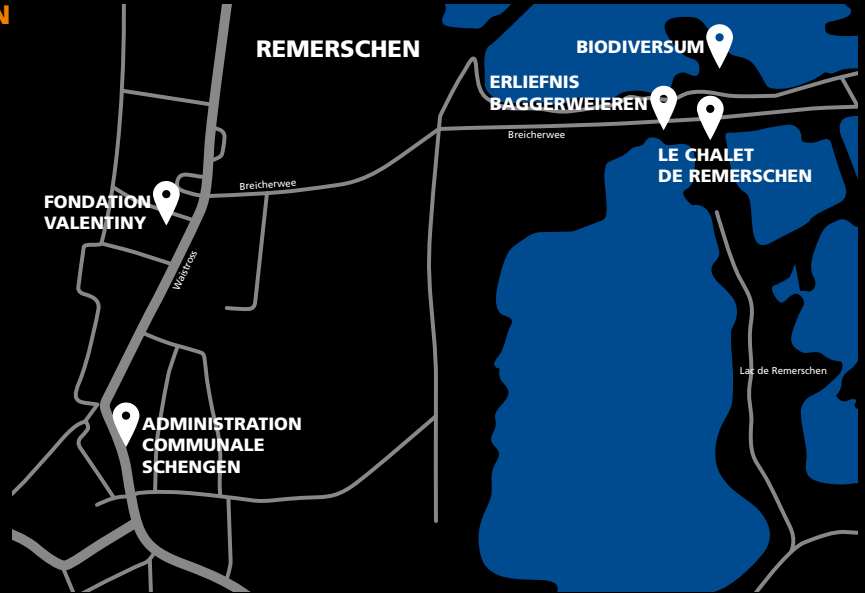 N
REMERSCHEN
BIODIVERSUM
ERLIEFNIS
BAGGERWEIEREN
Breicherwee
LE CHALET
DE REMERSCHEN
Breicherwee
FONDATION
VALENTINY
Waistross
Lac de Remerschen
ADMINISTRATION
COMMUNALE
SCHENGEN